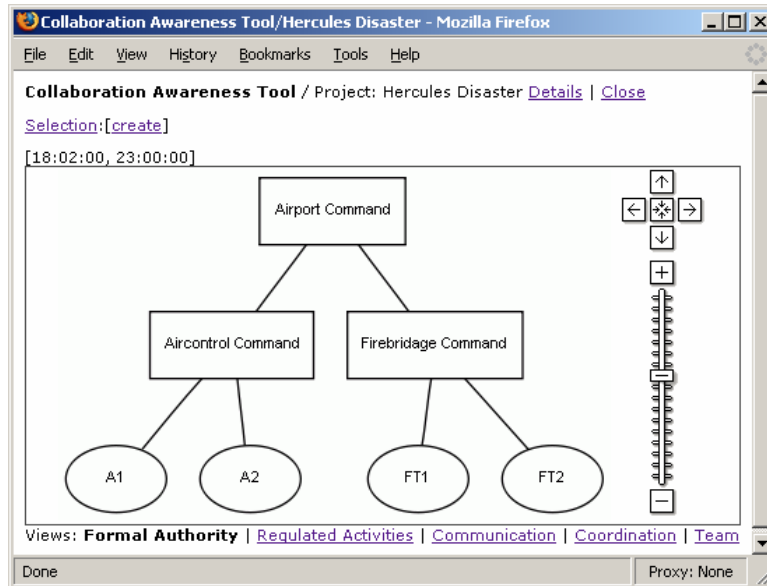 Collaboration Awareness Tool/Hercules Disaster - Mozilla Firefox
File Edit View History Bookmarks Tools Help
Collaboration Awareness Tool / Project: Hercules Disaster Details | Close
Selection:[create]
[18:02:00, 23:00:00]
Airport Command
Aircontrol Command Firebridage Command
A1 A2 FT1 FT2
Views: Formal Authority | Regulated Activities | Communication | Coordination | Team
Done Proxy: None